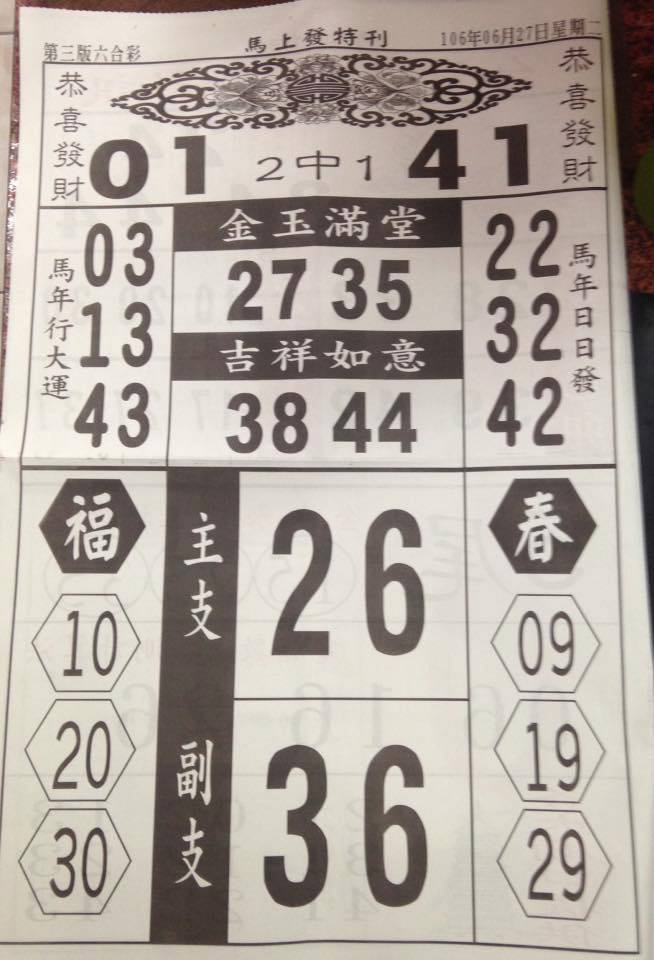 第三版六合彩 馬上發特刊 106年06月27日星期二
恭喜發財
01 2中1 41
恭喜發財
馬年行大運
03
13
43
金玉滿堂
27 35
吉祥如意
38 44
22
32
42
馬年日日發
福
10
20
30
主支
26
副支
36
春
09
19
29